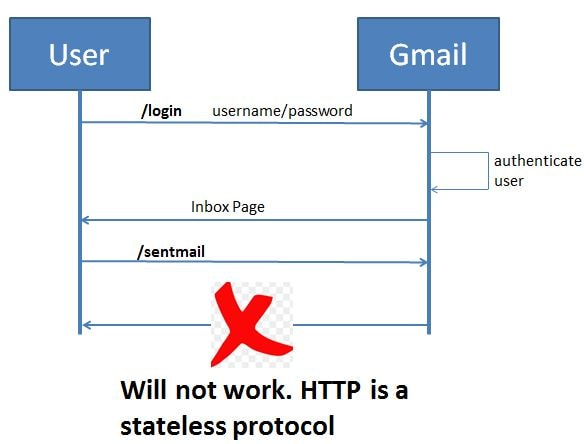 User
Gmail
/login username/password
authenticate
user
Inbox Page
/sentmail
Will not work. HTTP is a
stateless protocol